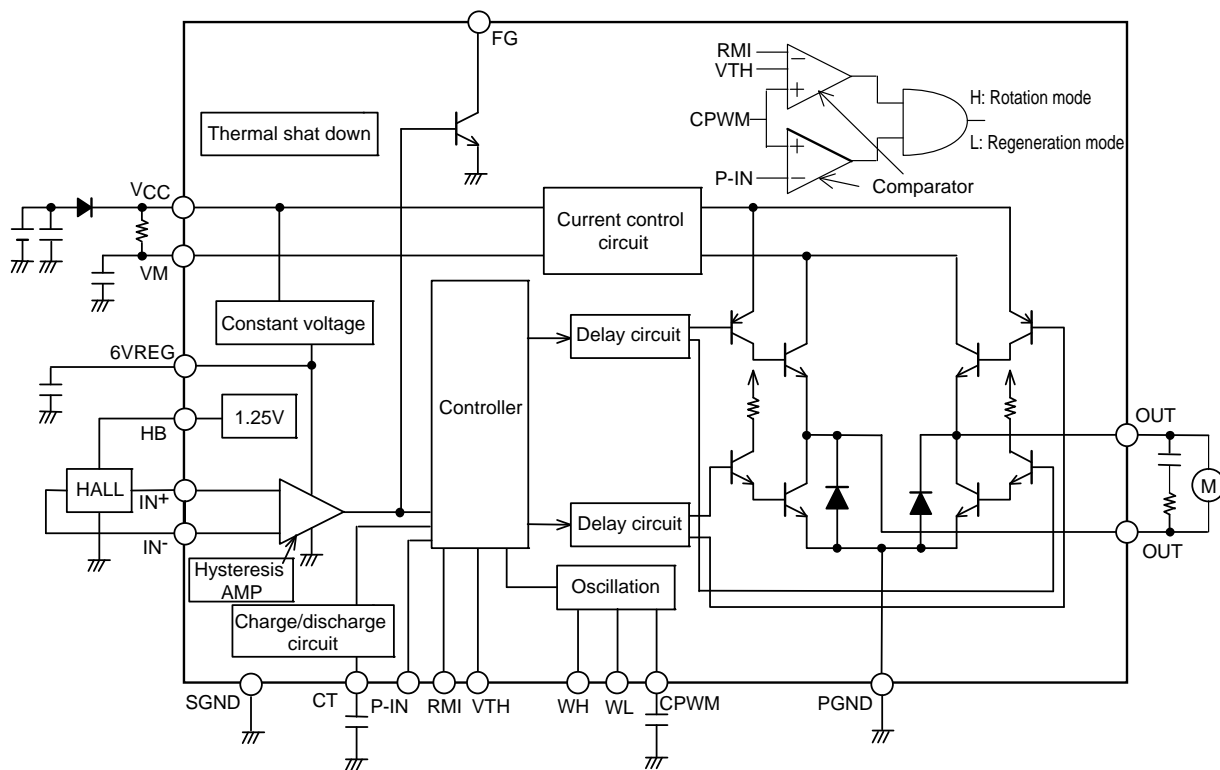 FG
RMI
VTH
CPWM
P-IN
H: Rotation mode
L: Regeneration mode
Comparator
Thermal shat down
VCC
VM
Current control
circuit
Constant voltage
6VREG
1.25V
HB
HALL
IN+
IN-
Hysteresis
AMP
Controller
Delay circuit
Delay circuit
Oscillation
Charge/discharge
circuit
OUT
M
OUT
SGND
CT
P-IN
RMI
VTH
WH
WL
CPWM
PGND